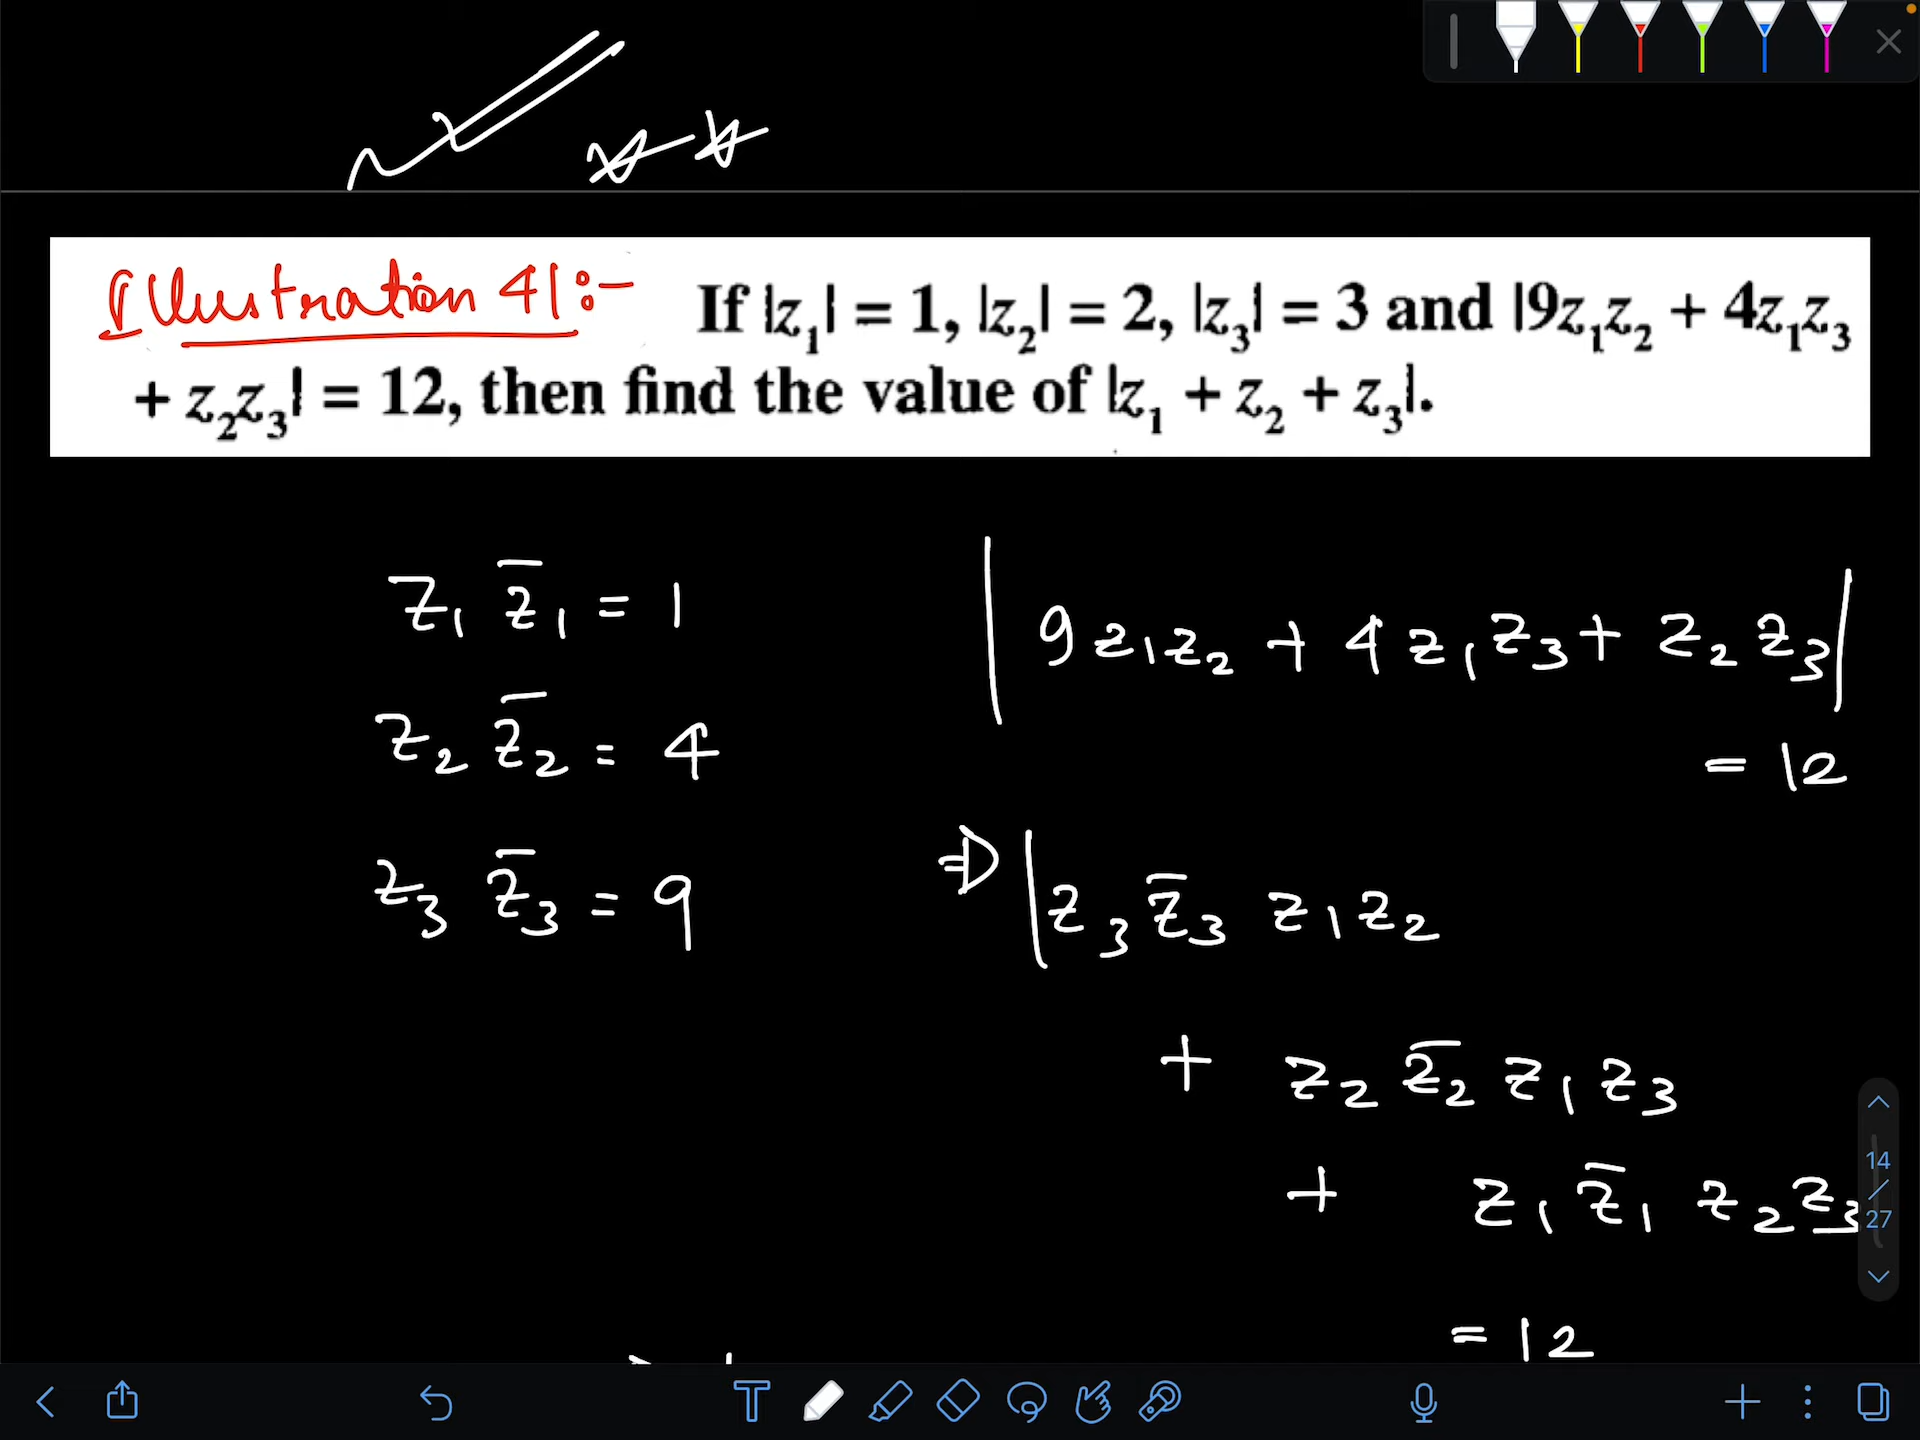 Illustration 41:- If |z₁| = 1, |z₂| = 2, |z₃| = 3 and |9z₁z₂ + 4z₁z₃
+ z₂z₃| = 12, then find the value of |z₁ + z₂ + z₃|.
z₁ z̄₁ = 1
z₂ z̄₂ = 4
z₃ z̄₃ = 9
|9z₁z₂ + 4z₁z₃ + z₂z₃|
= 12
⇒ |z₃ z̄₃ z₁z₂
+ z₂ z̄₂ z₁z₃
+ z₁ z̄₁ z₂z₃
= 12
14
/
27
T